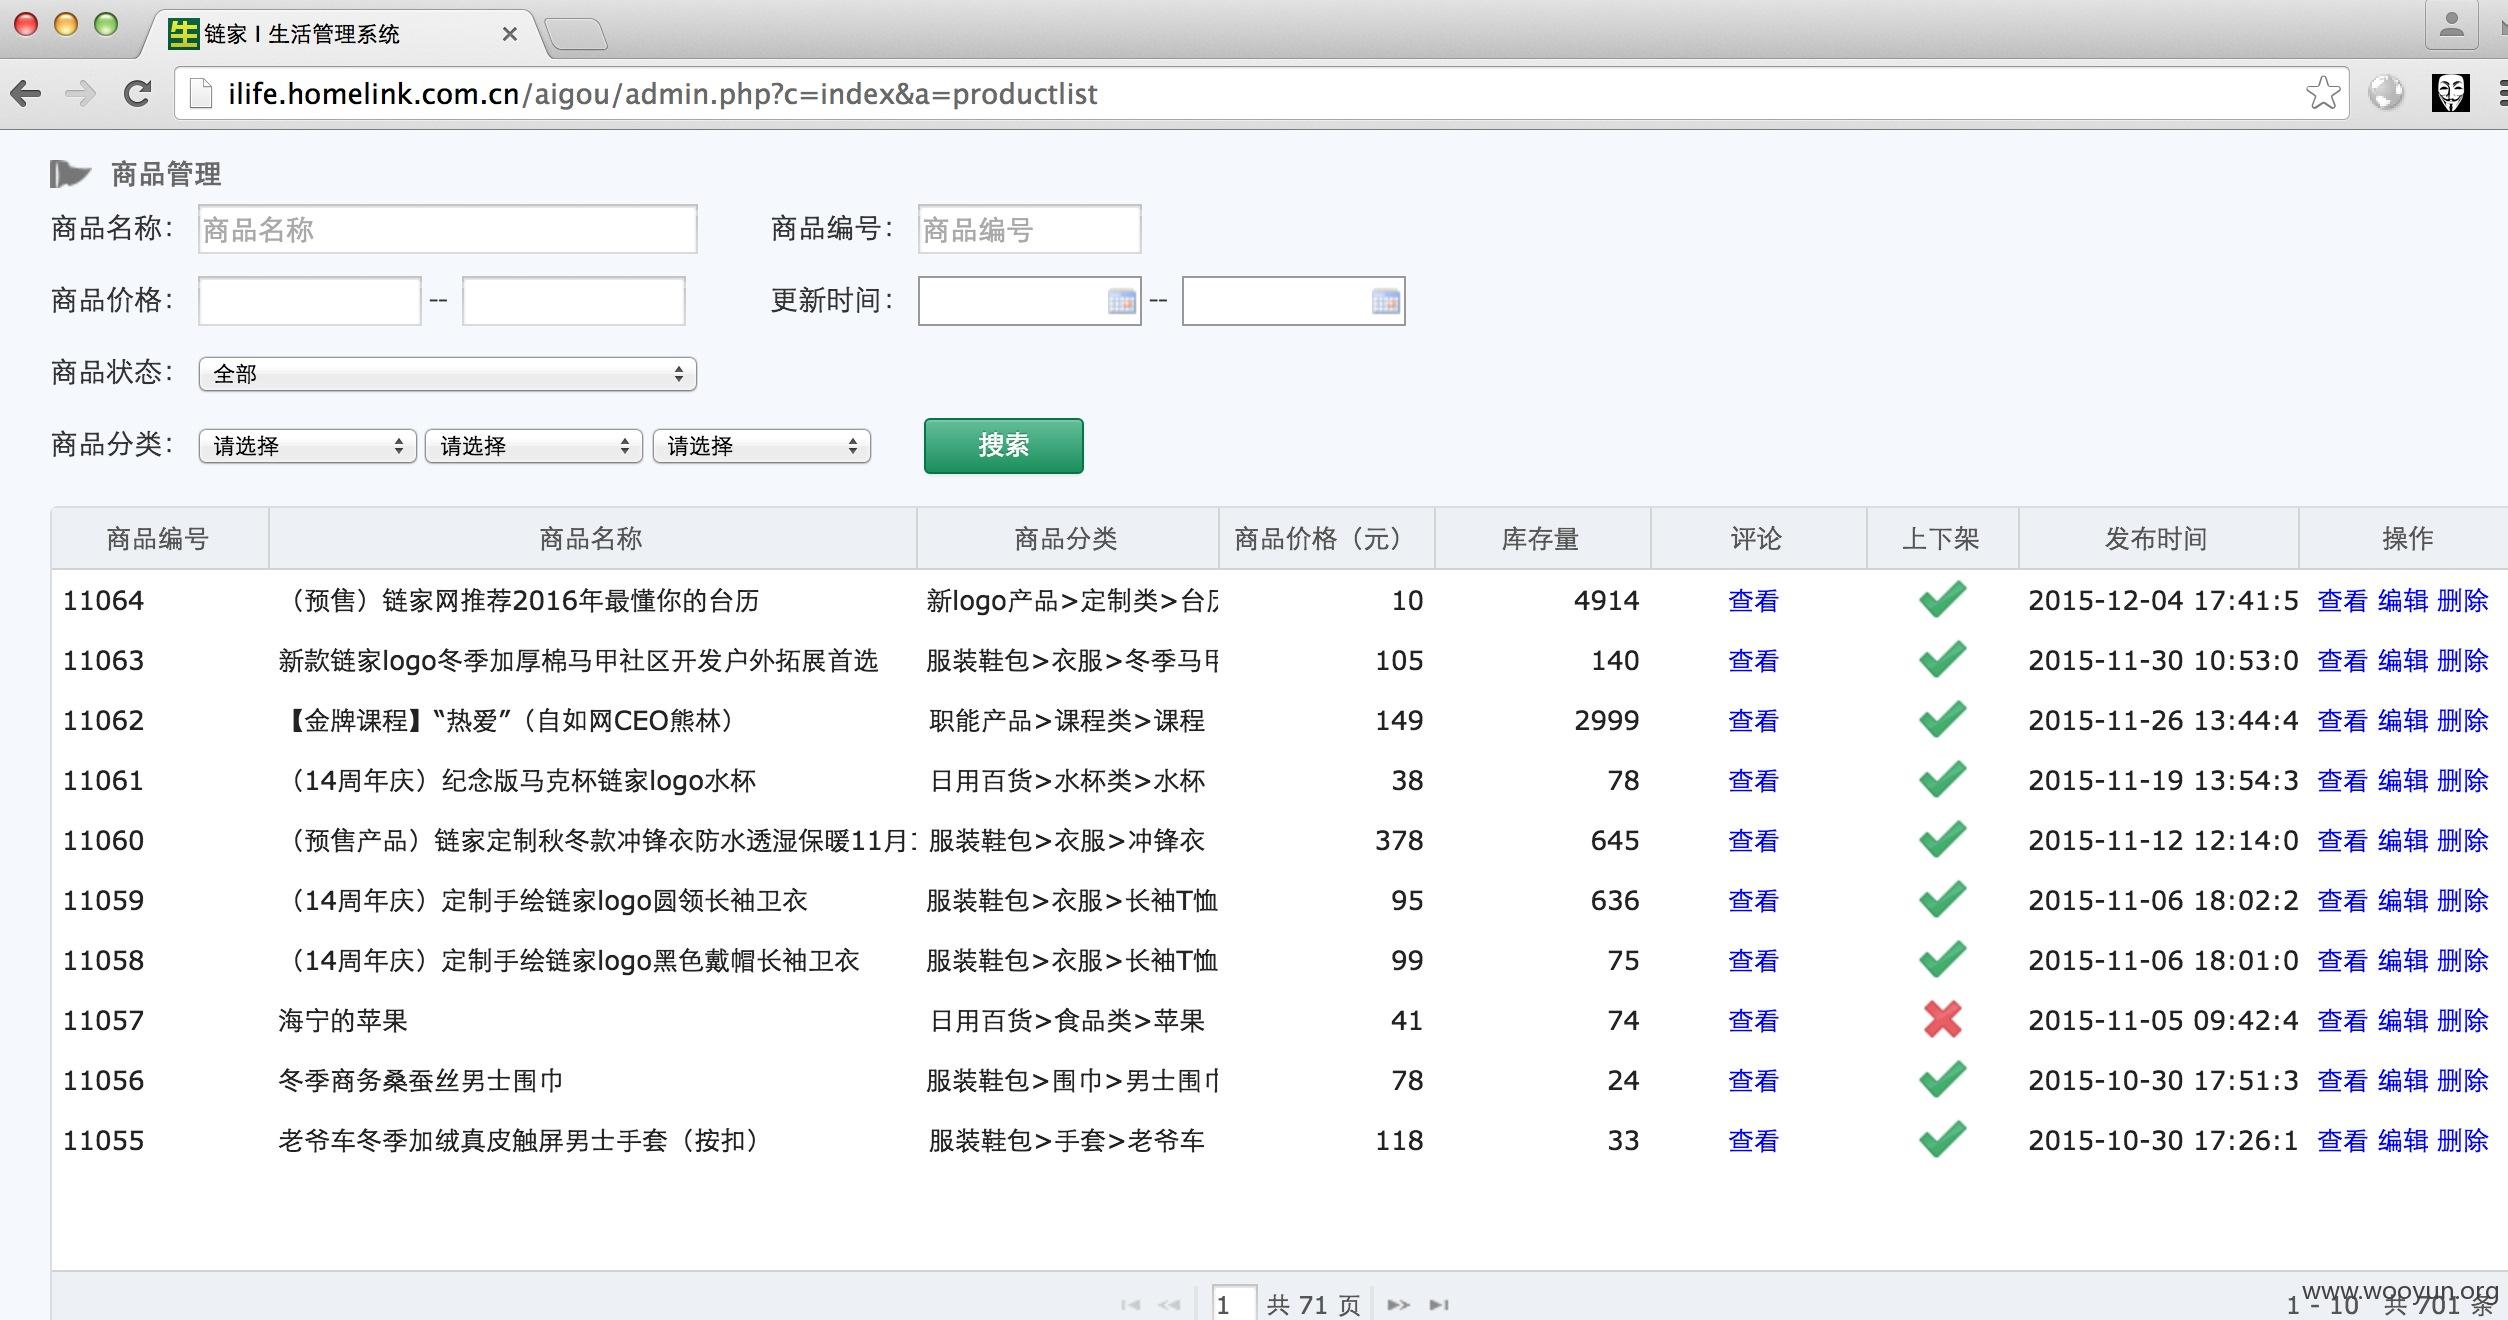 生 链家 | 生活管理系统
ilife.homelink.com.cn/aigou/admin.php?c=index&a=productlist
商品管理
商品名称： 商品名称 商品编号： 商品编号
商品价格： -- 更新时间： --
商品状态： 全部
商品分类： 请选择 请选择 请选择 搜索
商品编号 商品名称 商品分类 商品价格（元） 库存量 评论 上下架 发布时间 操作
11064 （预售）链家网推荐2016年最懂你的台历 新logo产品>定制类>台历 10 4914 查看 2015-12-04 17:41:5 查看 编辑 删除
11063 新款链家logo冬季加厚棉马甲社区开发户外拓展首选 服装鞋包>衣服>冬季马甲 105 140 查看 2015-11-30 10:53:0 查看 编辑 删除
11062 【金牌课程】“热爱”（自如网CEO熊林） 职能产品>课程类>课程 149 2999 查看 2015-11-26 13:44:4 查看 编辑 删除
11061 （14周年庆）纪念版马克杯链家logo水杯 日用百货>水杯类>水杯 38 78 查看 2015-11-19 13:54:3 查看 编辑 删除
11060 （预售产品）链家定制秋冬款冲锋衣防水透湿保暖11月 服装鞋包>衣服>冲锋衣 378 645 查看 2015-11-12 12:14:0 查看 编辑 删除
11059 （14周年庆）定制手绘链家logo圆领长袖卫衣 服装鞋包>衣服>长袖T恤 95 636 查看 2015-11-06 18:02:2 查看 编辑 删除
11058 （14周年庆）定制手绘链家logo黑色戴帽长袖卫衣 服装鞋包>衣服>长袖T恤 99 75 查看 2015-11-06 18:01:0 查看 编辑 删除
11057 海宁的苹果 日用百货>食品类>苹果 41 74 查看 2015-11-05 09:42:4 查看 编辑 删除
11056 冬季商务桑蚕丝男士围巾 服装鞋包>围巾>男士围巾 78 24 查看 2015-10-30 17:51:3 查看 编辑 删除
11055 老爷车冬季加绒真皮触屏男士手套（按扣） 服装鞋包>手套>老爷车 118 33 查看 2015-10-30 17:26:1 查看 编辑 删除
1 共 71 页
www.wooyun.org
1 - 10 共 701 条